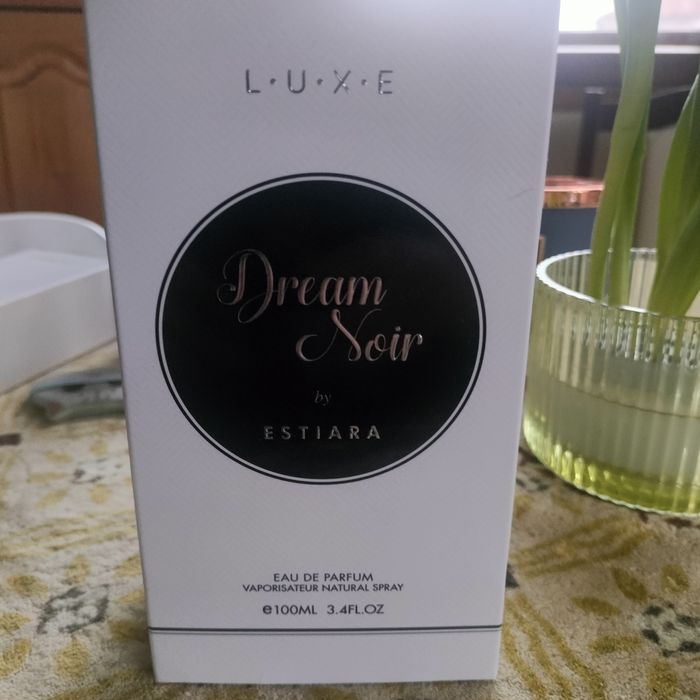 L·U·X·E
Dream
Noir
by
ESTIARA
EAU DE PARFUM
VAPORISATEUR NATURAL SPRAY
℮100ML 3.4FL.OZ